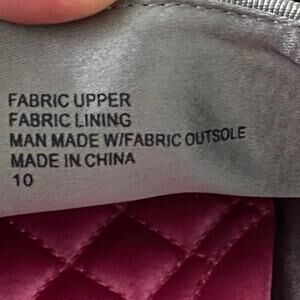 FABRIC UPPER
FABRIC LINING
MAN MADE W/FABRIC OUTSOLE
MADE IN CHINA
10